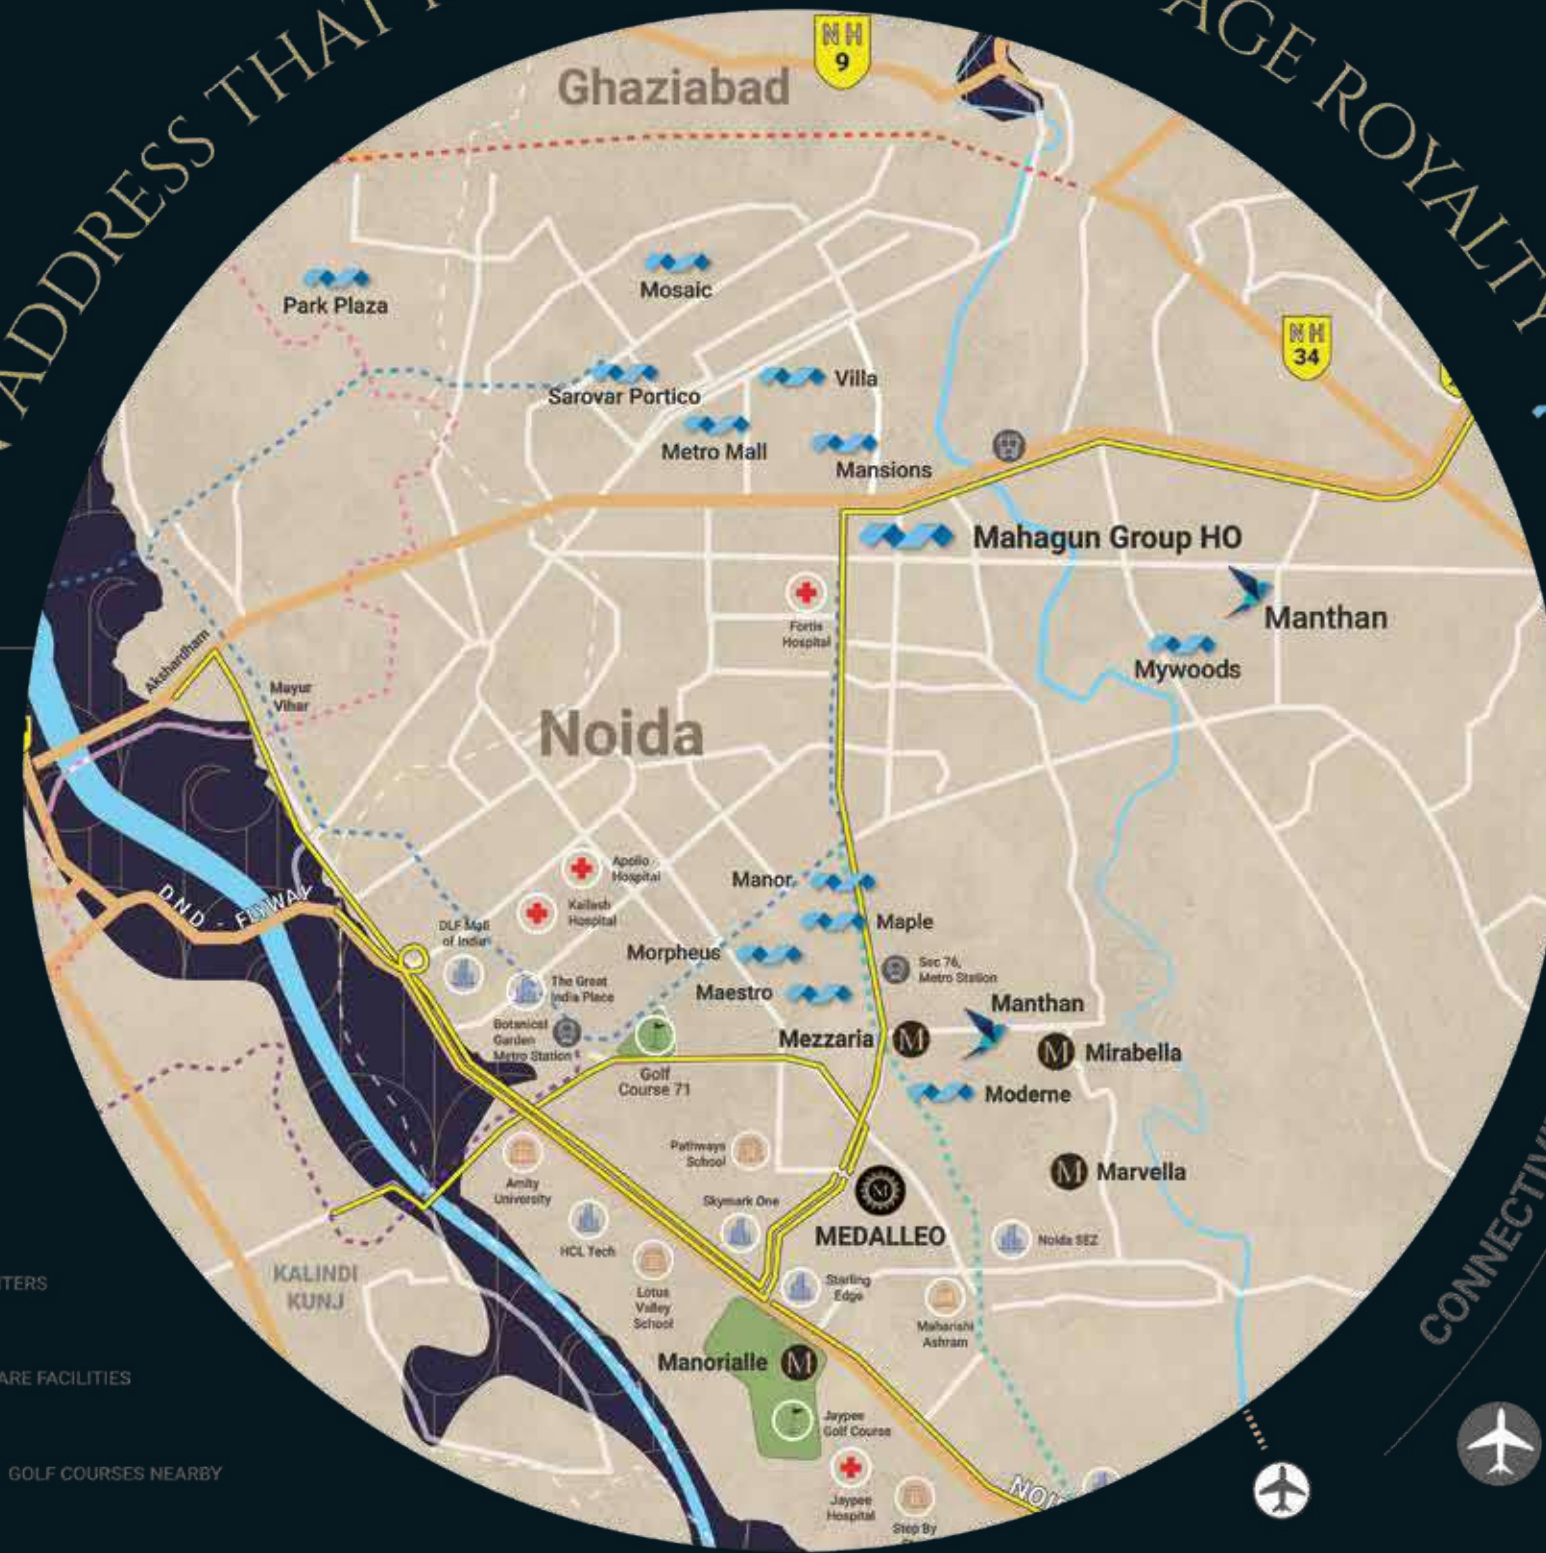 ADDRESS THAT
AGE ROYALTY
NH
9
Ghaziabad
Park Plaza
Mosaic
NH
34
Sarovar Portico
Villa
Metro Mall
Mansions
Mahagun Group HO
Manthan
Mywoods
Fortis
Hospital
Akshardham
Mayur
Vihar
Noida
DND - FLYWAY
Apollo
Hospital
Kailash
Hospital
DLF Mall
of India
The Great
India Place
Botanical
Garden
Metro Station
Golf
Course 71
Manor
Maple
Morpheus
Maestro
Sec 76,
Metro Station
Manthan
Mezzaria
M
M
Mirabella
Moderne
M
Marvella
Pathways
School
Amity
University
Skymark One
M
MEDALLEO
HCL Tech
Noida SEZ
Lotus
Valley
School
Starling
Edge
Maharishi
Ashram
KALINDI
KUNJ
Manorialle
M
Jaypee
Golf Course
Jaypee
Hospital
Step By
NOI
TERS
ARE FACILITIES
GOLF COURSES NEARBY
CONNECTIVI